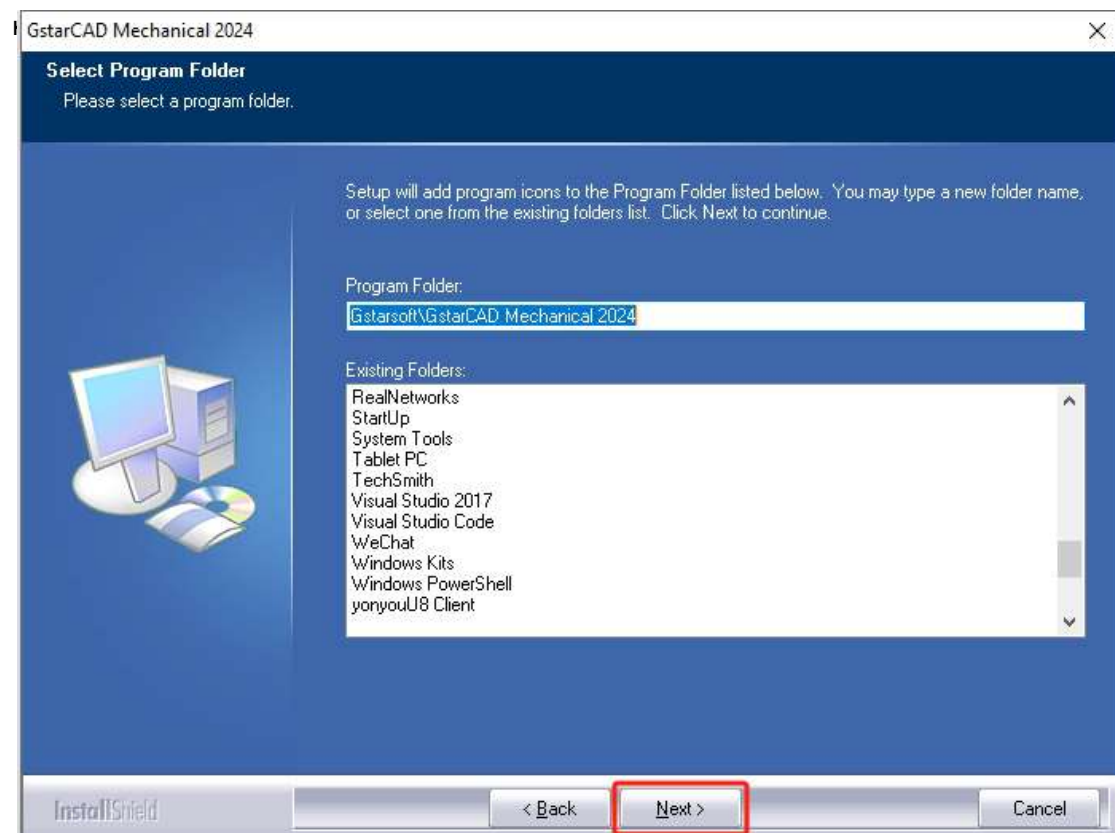 GstarCAD Mechanical 2024
Select Program Folder
Please select a program folder.
Setup will add program icons to the Program Folder listed below. You may type a new folder name,
or select one from the existing folders list. Click Next to continue.
Program Folder:
Gstarsoft\GstarCAD Mechanical 2024
Existing Folders:
RealNetworks
StartUp
System Tools
Tablet PC
TechSmith
Visual Studio 2017
Visual Studio Code
WeChat
Windows Kits
Windows PowerShell
yonyouU8 Client
InstallShield
< Back
Next >
Cancel